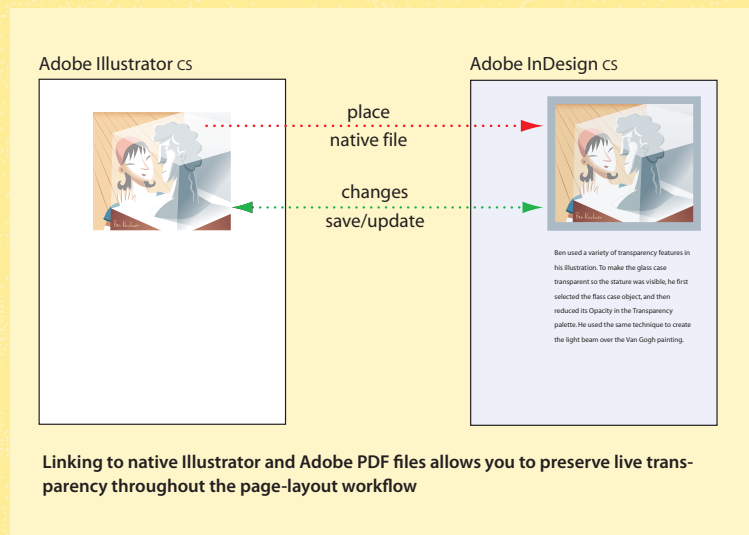 Adobe Illustrator CS
Adobe InDesign CS
place
native file
changes
save/update
Ben used a variety of transparency features in
his illustration. To make the glass case
transparent so the stature was visible, he first
selected the flass case object, and then
reduced its Opacity in the Transparency
palette. He used the same technique to create
the light beam over the Van Gogh painting.
Linking to native Illustrator and Adobe PDF files allows you to preserve live trans-
parency throughout the page-layout workflow